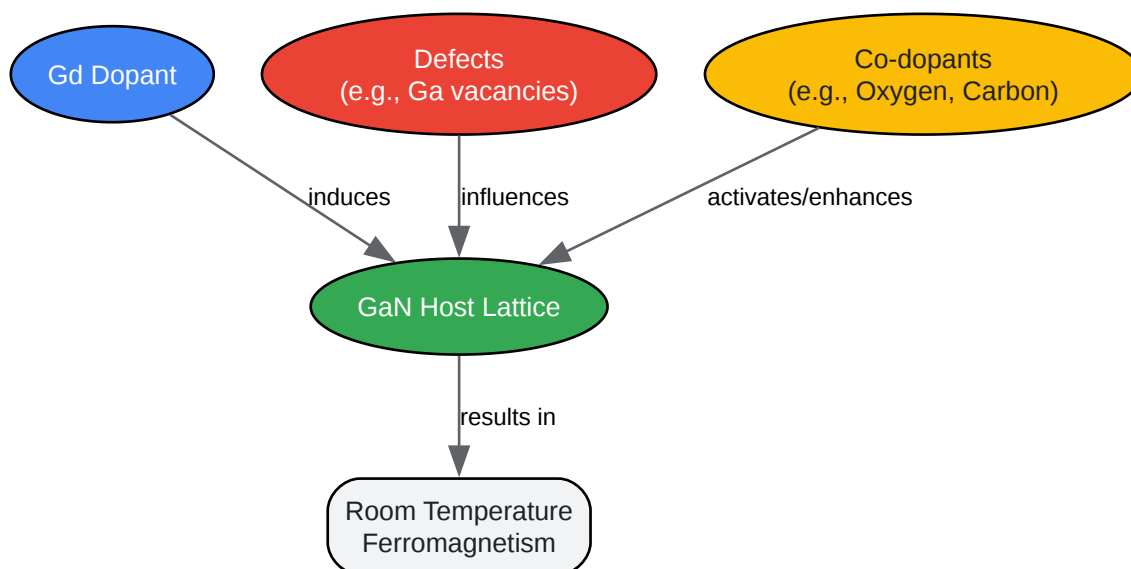 Gd Dopant
Defects
(e.g., Ga vacancies)
Co-dopants
(e.g., Oxygen, Carbon)
induces
influences
activates/enhances
GaN Host Lattice
results in
Room Temperature
Ferromagnetism